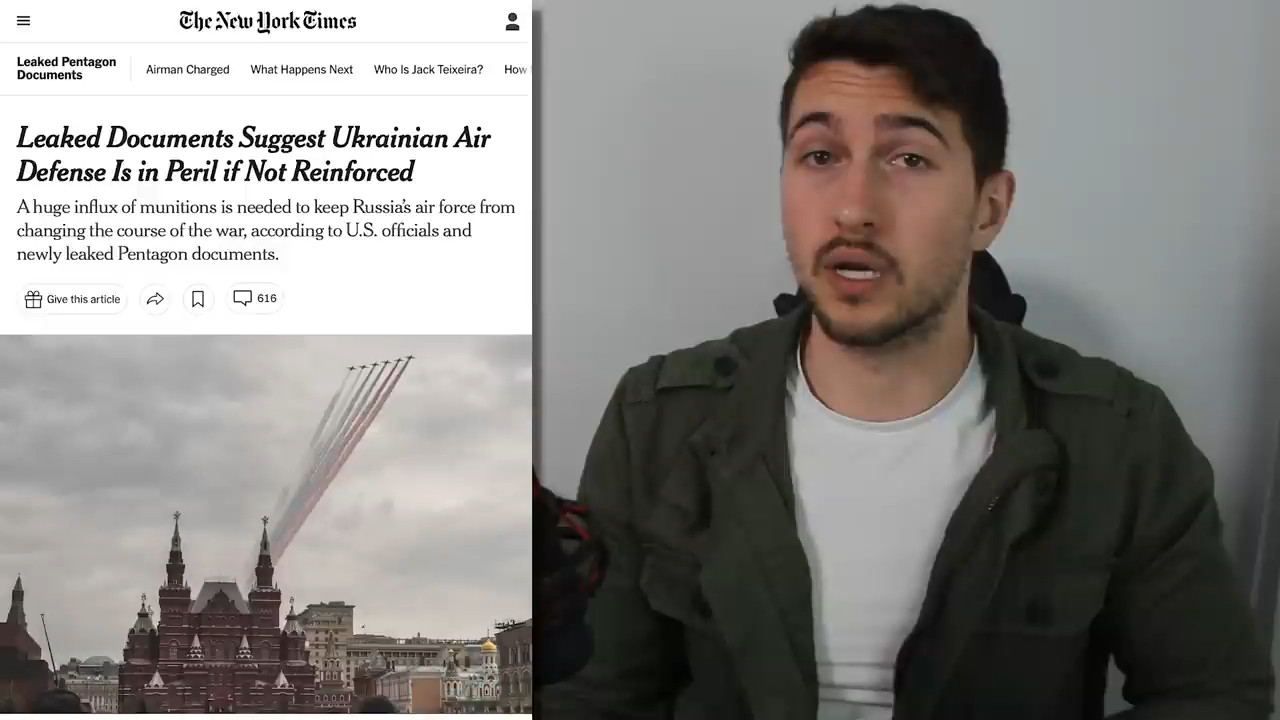 The New York Times
Leaked Pentagon
Documents
Airman Charged
What Happens Next
Who Is Jack Teixeira?
How
Leaked Documents Suggest Ukrainian Air
Defense Is in Peril if Not Reinforced
A huge influx of munitions is needed to keep Russia's air force from
changing the course of the war, according to U.S. officials and
newly leaked Pentagon documents.
Give this article
616